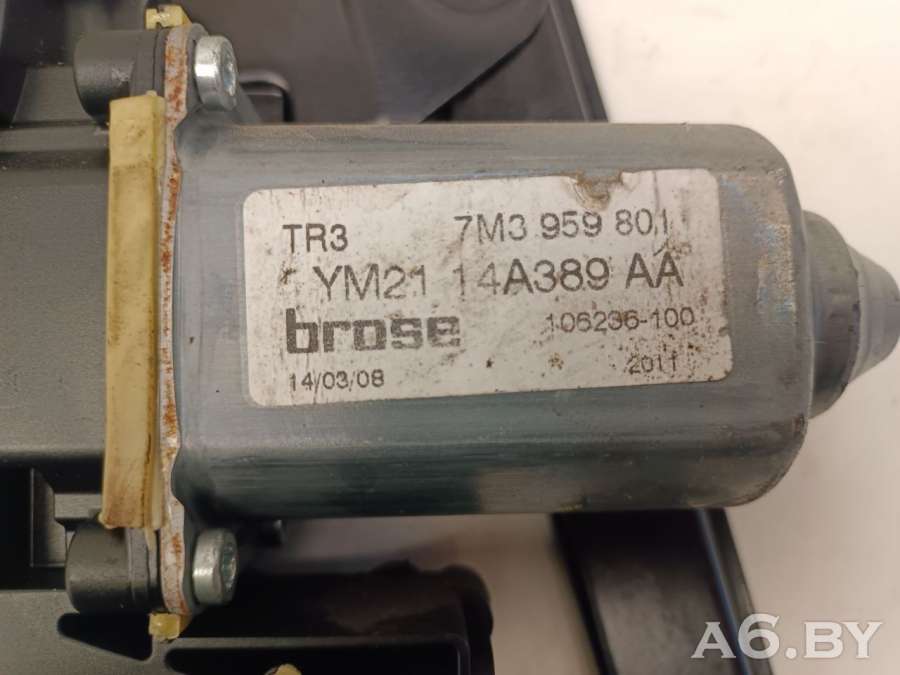 TR3 7M3 959 801
YM21 14A389 AA
brose 106236-100
14/03/08 2011
A6.BY